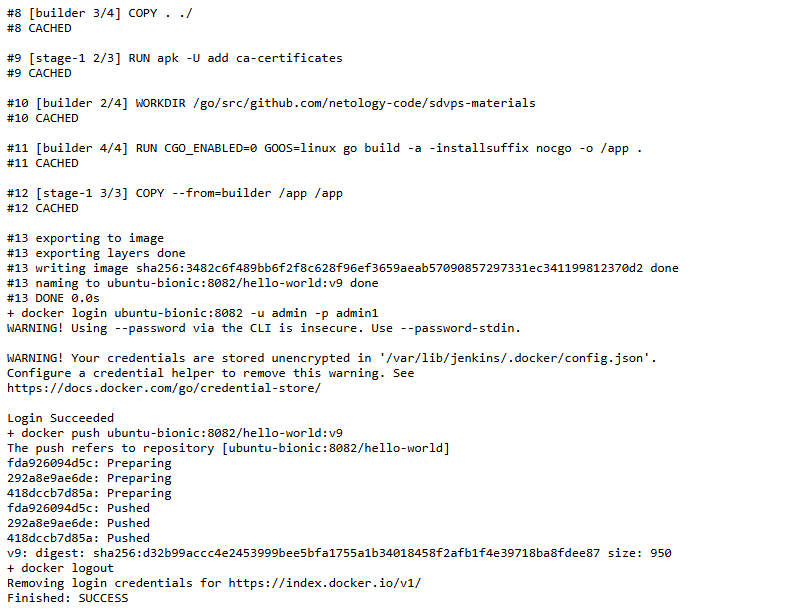 #8 [builder 3/4] COPY . ./
#8 CACHED
#9 [stage-1 2/3] RUN apk -U add ca-certificates
#9 CACHED
#10 [builder 2/4] WORKDIR /go/src/github.com/netology-code/sdvps-materials
#10 CACHED
#11 [builder 4/4] RUN CGO_ENABLED=0 GOOS=linux go build -a -installsuffix nocgo -o /app .
#11 CACHED
#12 [stage-1 3/3] COPY --from=builder /app /app
#12 CACHED
#13 exporting to image
#13 exporting layers done
#13 writing image sha256:3482c6f489bb6f2f8c628f96ef3659aeab57090857297331ec341199812370d2 done
#13 naming to ubuntu-bionic:8082/hello-world:v9 done
#13 DONE 0.0s
+ docker login ubuntu-bionic:8082 -u admin -p admin1
WARNING! Using --password via the CLI is insecure. Use --password-stdin.
WARNING! Your credentials are stored unencrypted in '/var/lib/jenkins/.docker/config.json'.
Configure a credential helper to remove this warning. See
https://docs.docker.com/go/credential-store/
Login Succeeded
+ docker push ubuntu-bionic:8082/hello-world:v9
The push refers to repository [ubuntu-bionic:8082/hello-world]
fda926094d5c: Preparing
292a8e9ae6de: Preparing
418dccb7d85a: Preparing
fda926094d5c: Pushed
292a8e9ae6de: Pushed
418dccb7d85a: Pushed
v9: digest: sha256:d32b99accc4e2453999bee5bfa1755a1b34018458f2afb1f4e39718ba8fdee87 size: 950
+ docker logout
Removing login credentials for https://index.docker.io/v1/
Finished: SUCCESS